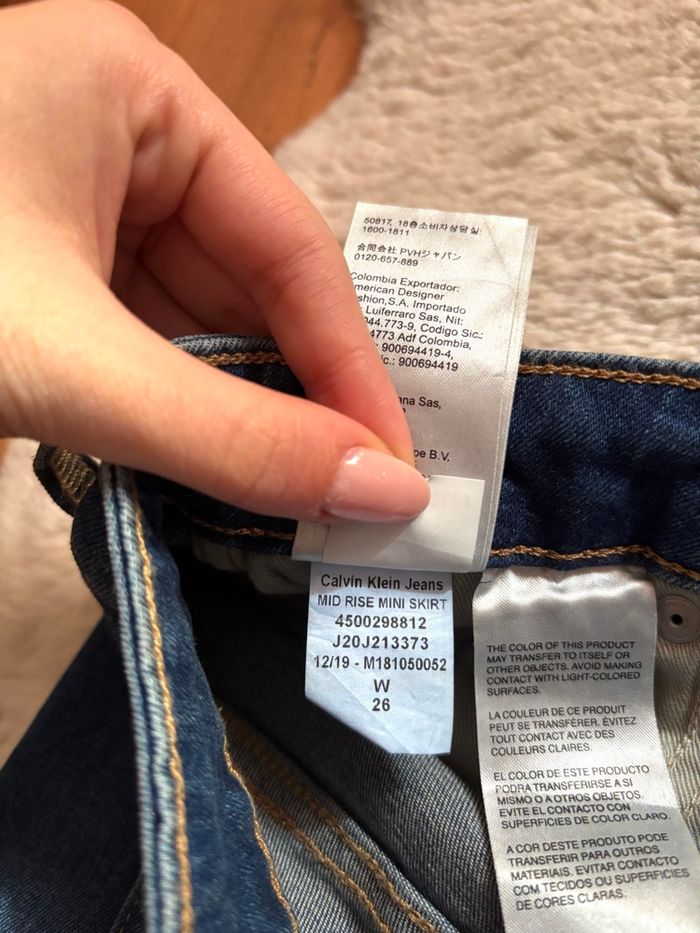 50817, 18층소비자상담실:
1600-1811
合同会社 PVHジャパン
0120-657-889
Colombia Exportador:
American Designer
Luiferraro Sas, Nit:
044.773-9, Codigo Sic.:
4773 Adf Colombia,
: 900694419-4,
ic.: 900694419
ana Sas,
pe B.V.
Calvin Klein Jeans
MID RISE MINI SKIRT
4500298812
J20J213373
12/19 - M181050052
W
26
THE COLOR OF THIS PRODUCT
MAY TRANSFER TO ITSELF OR
OTHER OBJECTS. AVOID MAKING
CONTACT WITH LIGHT-COLORED
SURFACES.
LA COULEUR DE CE PRODUIT
PEUT SE TRANSFÉRER. ÉVITEZ
TOUT CONTACT AVEC DES
COULEURS CLAIRES.
EL COLOR DE ESTE PRODUCTO
PODRA TRANSFERIRSE A SI
MISMO O A OTROS OBJETOS.
EVITE EL CONTACTO CON
SUPERFICIES DE COLOR CLARO.
A COR DESTE PRODUTO PODE
TRANSFERIR PARA OUTROS
MATERIAIS. EVITAR CONTACTO
COM TECIDOS OU SUPERFICIES
DE CORES CLARAS.